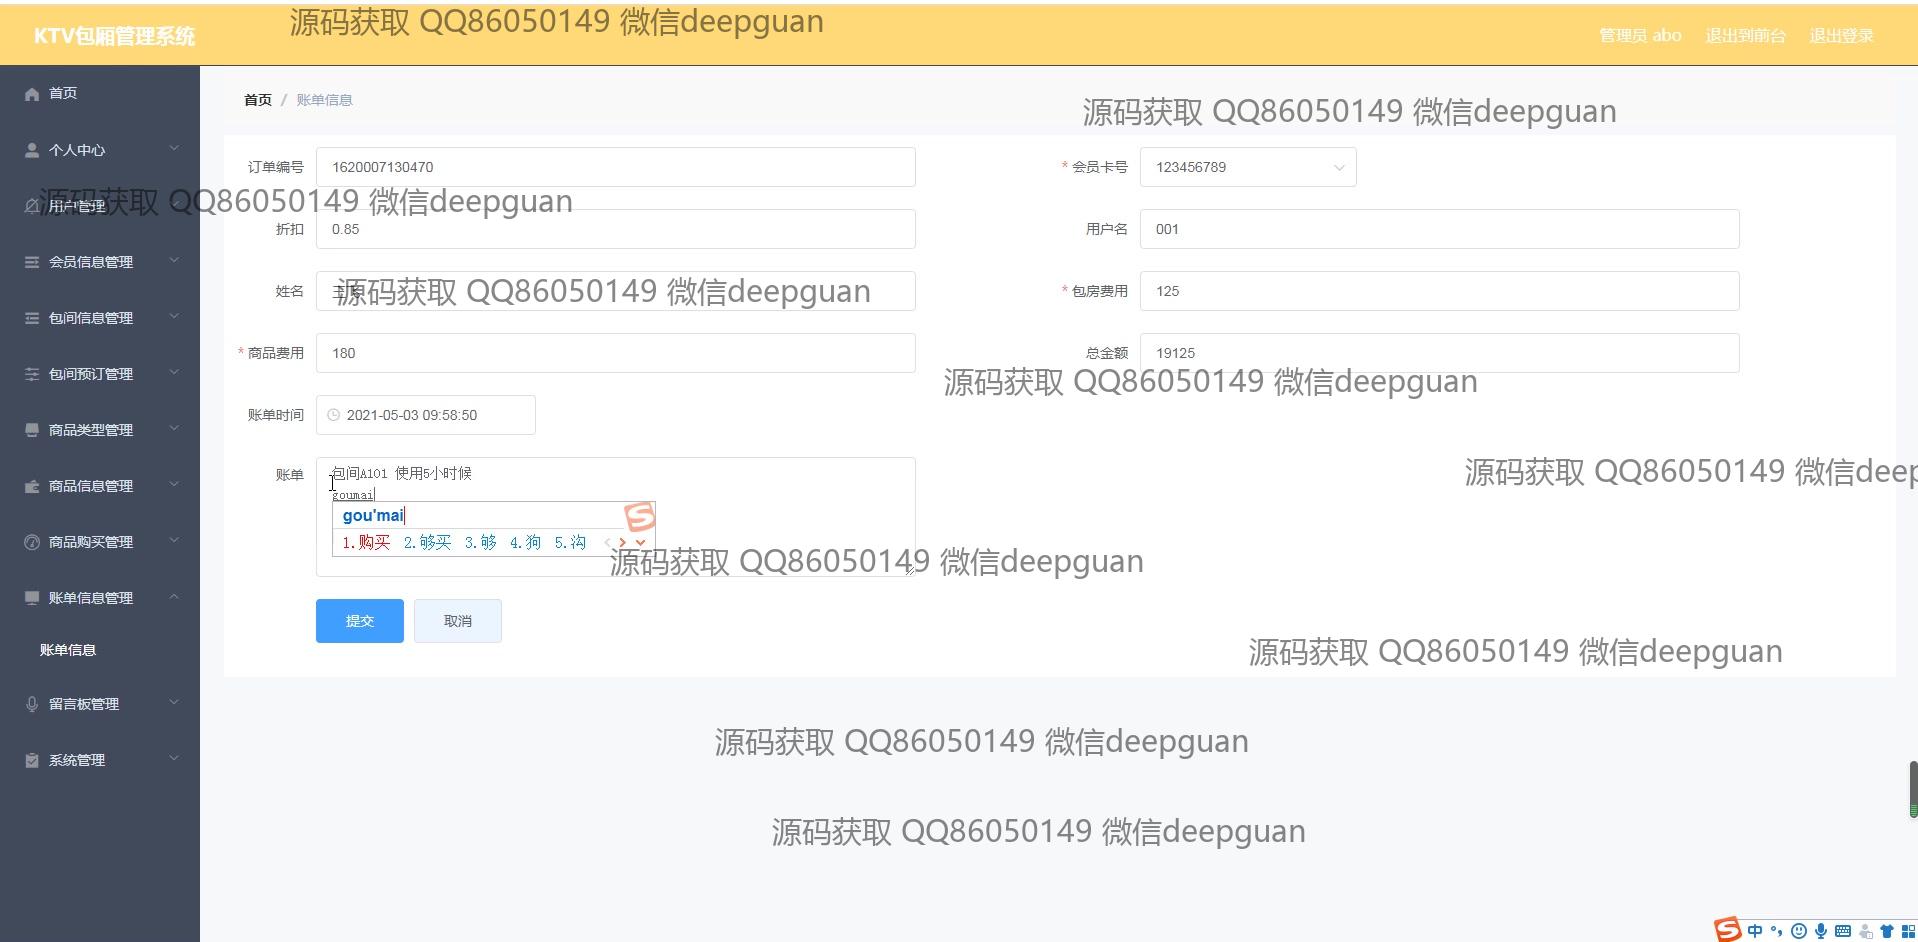 源码获取 QQ86050149 微信deepguan
KTV包厢管理系统
管理员 abo 退出到前台 退出登录
首页
首页 / 账单信息
源码获取 QQ86050149 微信deepguan
个人中心
订单编号 1620007130470
* 会员卡号 123456789
源码获取 QQ86050149 微信deepguan
用户管理
折扣 0.85
用户名 001
会员信息管理
姓名
源码获取 QQ86050149 微信deepguan
* 包房费用 125
包间信息管理
* 商品费用 180
总金额 19125
包间预订管理
源码获取 QQ86050149 微信deepguan
账单时间 2021-05-03 09:58:50
商品类型管理
账单 包间A101 使用5小时候
goumai
源码获取 QQ86050149 微信deep
商品信息管理
gou'mai
1.购买 2.够买 3.够 4.狗 5.沟
商品购买管理
源码获取 QQ86050149 微信deepguan
账单信息管理
提交 取消
账单信息
源码获取 QQ86050149 微信deepguan
留言板管理
源码获取 QQ86050149 微信deepguan
系统管理
源码获取 QQ86050149 微信deepguan
中